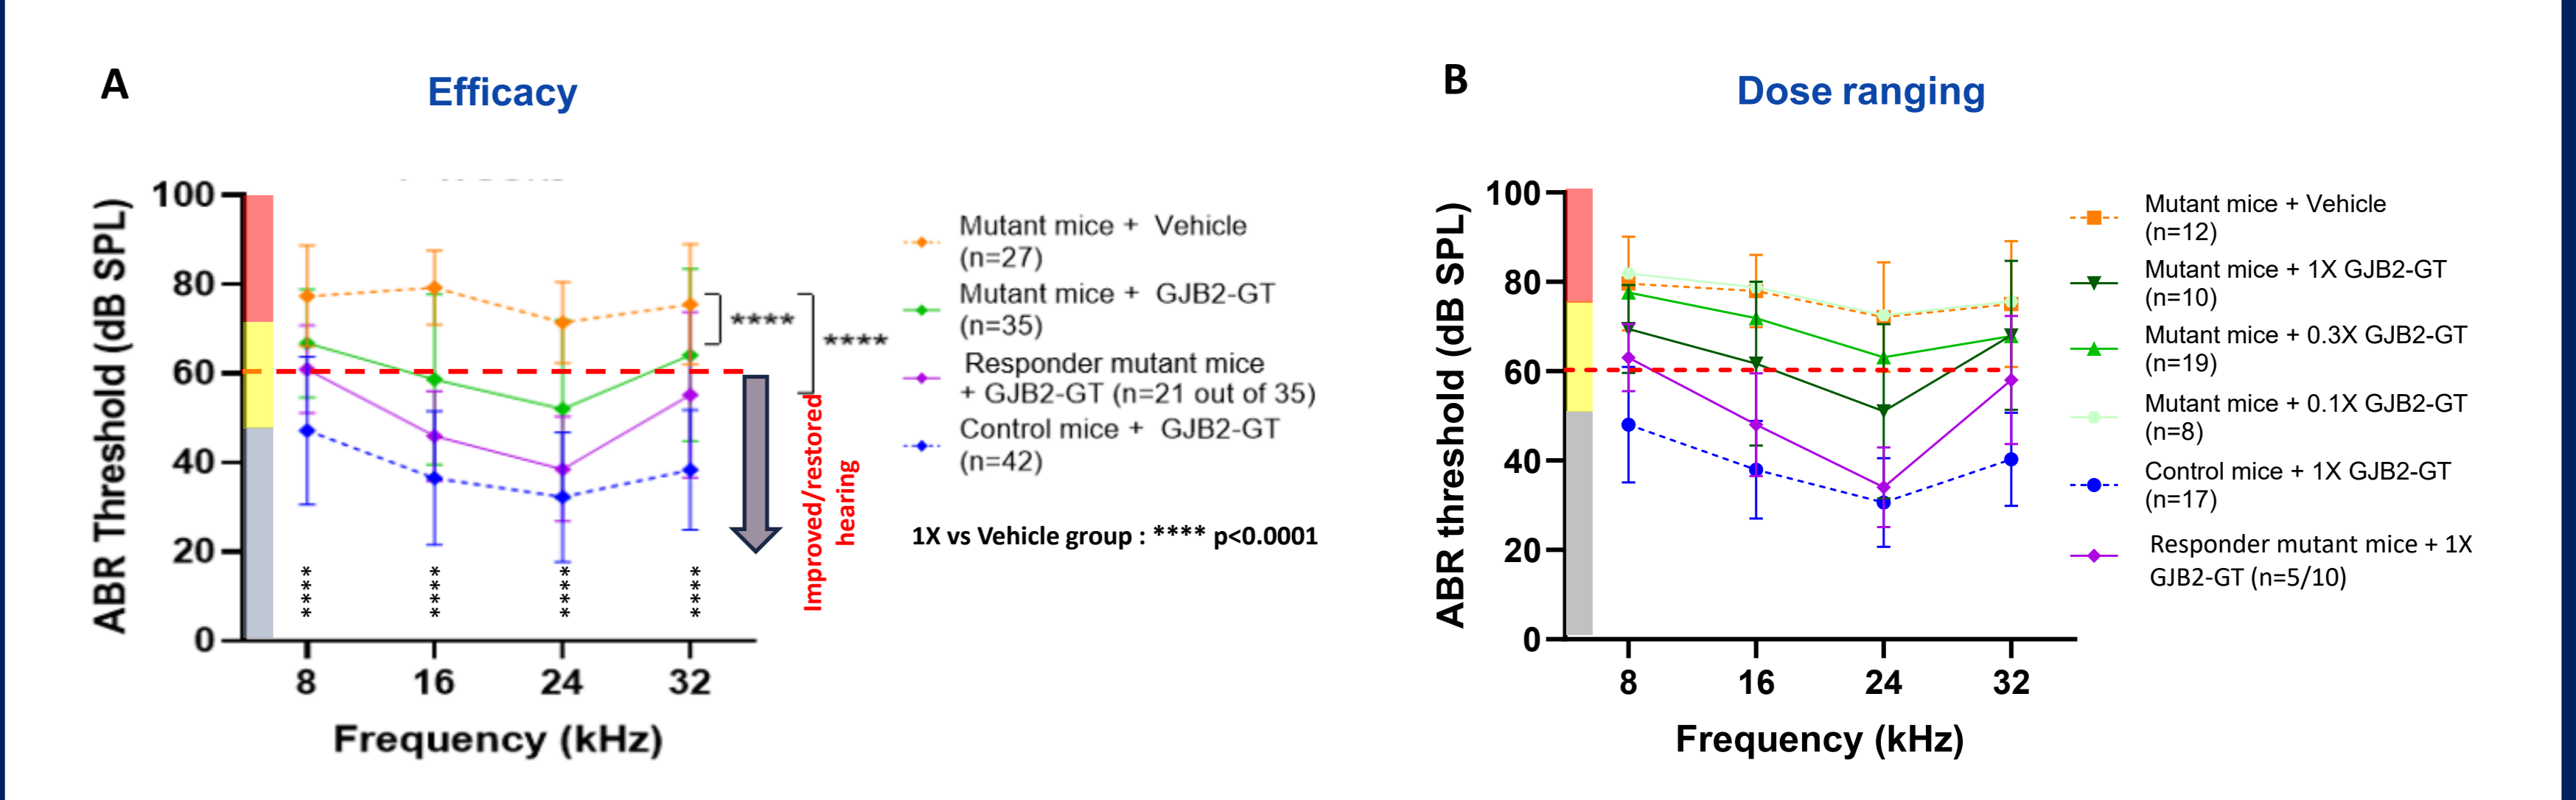 A
Efficacy
ABR Threshold (dB SPL)
100
80
60
40
20
0
8 16 24 32
Frequency (kHz)
****
****
****
****
****
****
Improved/restored
hearing
Mutant mice + Vehicle
(n=27)
Mutant mice + GJB2-GT
(n=35)
Responder mutant mice
+ GJB2-GT (n=21 out of 35)
Control mice + GJB2-GT
(n=42)
1X vs Vehicle group : **** p<0.0001
B
Dose ranging
ABR threshold (dB SPL)
100
80
60
40
20
0
8 16 24 32
Frequency (kHz)
Mutant mice + Vehicle
(n=12)
Mutant mice + 1X GJB2-GT
(n=10)
Mutant mice + 0.3X GJB2-GT
(n=19)
Mutant mice + 0.1X GJB2-GT
(n=8)
Control mice + 1X GJB2-GT
(n=17)
Responder mutant mice + 1X
GJB2-GT (n=5/10)